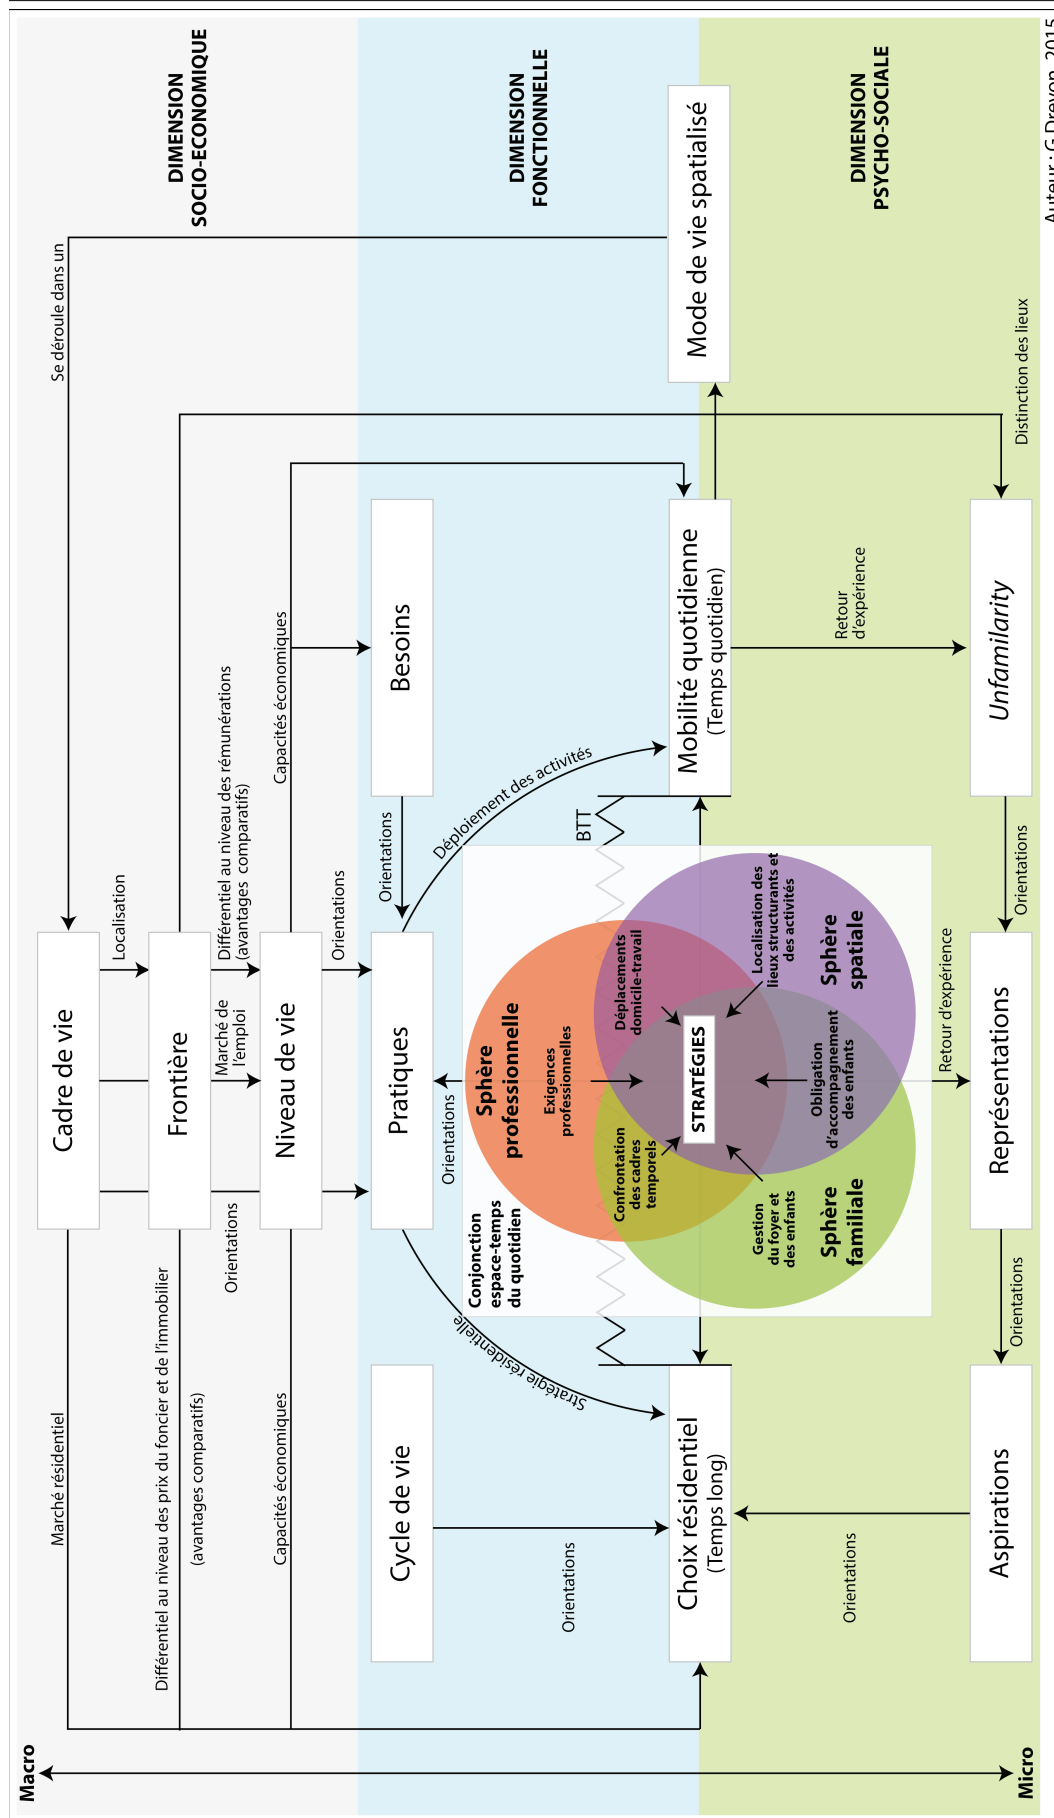 Macro
Marché résidentiel
Se déroule dans un
Cadre de vie
Localisation
Différentiel au niveau des prix du foncier et de l'immobilier
(avantages comparatifs)
Frontière
DIMENSION
SOCIO-ECONOMIQUE
Orientations
Marché de
l'emploi
Différentiel au niveau des rémunérations
(avantages comparatifs)
Capacités économiques
Niveau de vie
Capacités économiques
Orientations
Cycle de vie
Pratiques
Orientations
Besoins
Orientations
Stratégie résidentielle
Déploiement des activités
DIMENSION
FONCTIONNELLE
Conjonction
espace-temps
du quotidien
Sphère
professionnelle
Exigences
professionnelles
BTT
Orientations
Confrontation
des cadres
temporels
Déplacements
domicile-travail
Choix résidentiel
(Temps long)
STRATÉGIES
Mobilité quotidienne
(Temps quotidien)
Mode de vie spatialisé
Gestion
du foyer et
des enfants
Localisation des
lieux structurants et
des activités
Obligation
d'accompagnement
des enfants
Sphère
familiale
Sphère
spatiale
Orientations
Retour
d'expérience
DIMENSION
PSYCHO-SOCIALE
Retour d'expérience
Aspirations
Représentations
Unfamilarity
Orientations
Orientations
Distinction des lieux
Micro
Auteur : G.Drevon, 2015